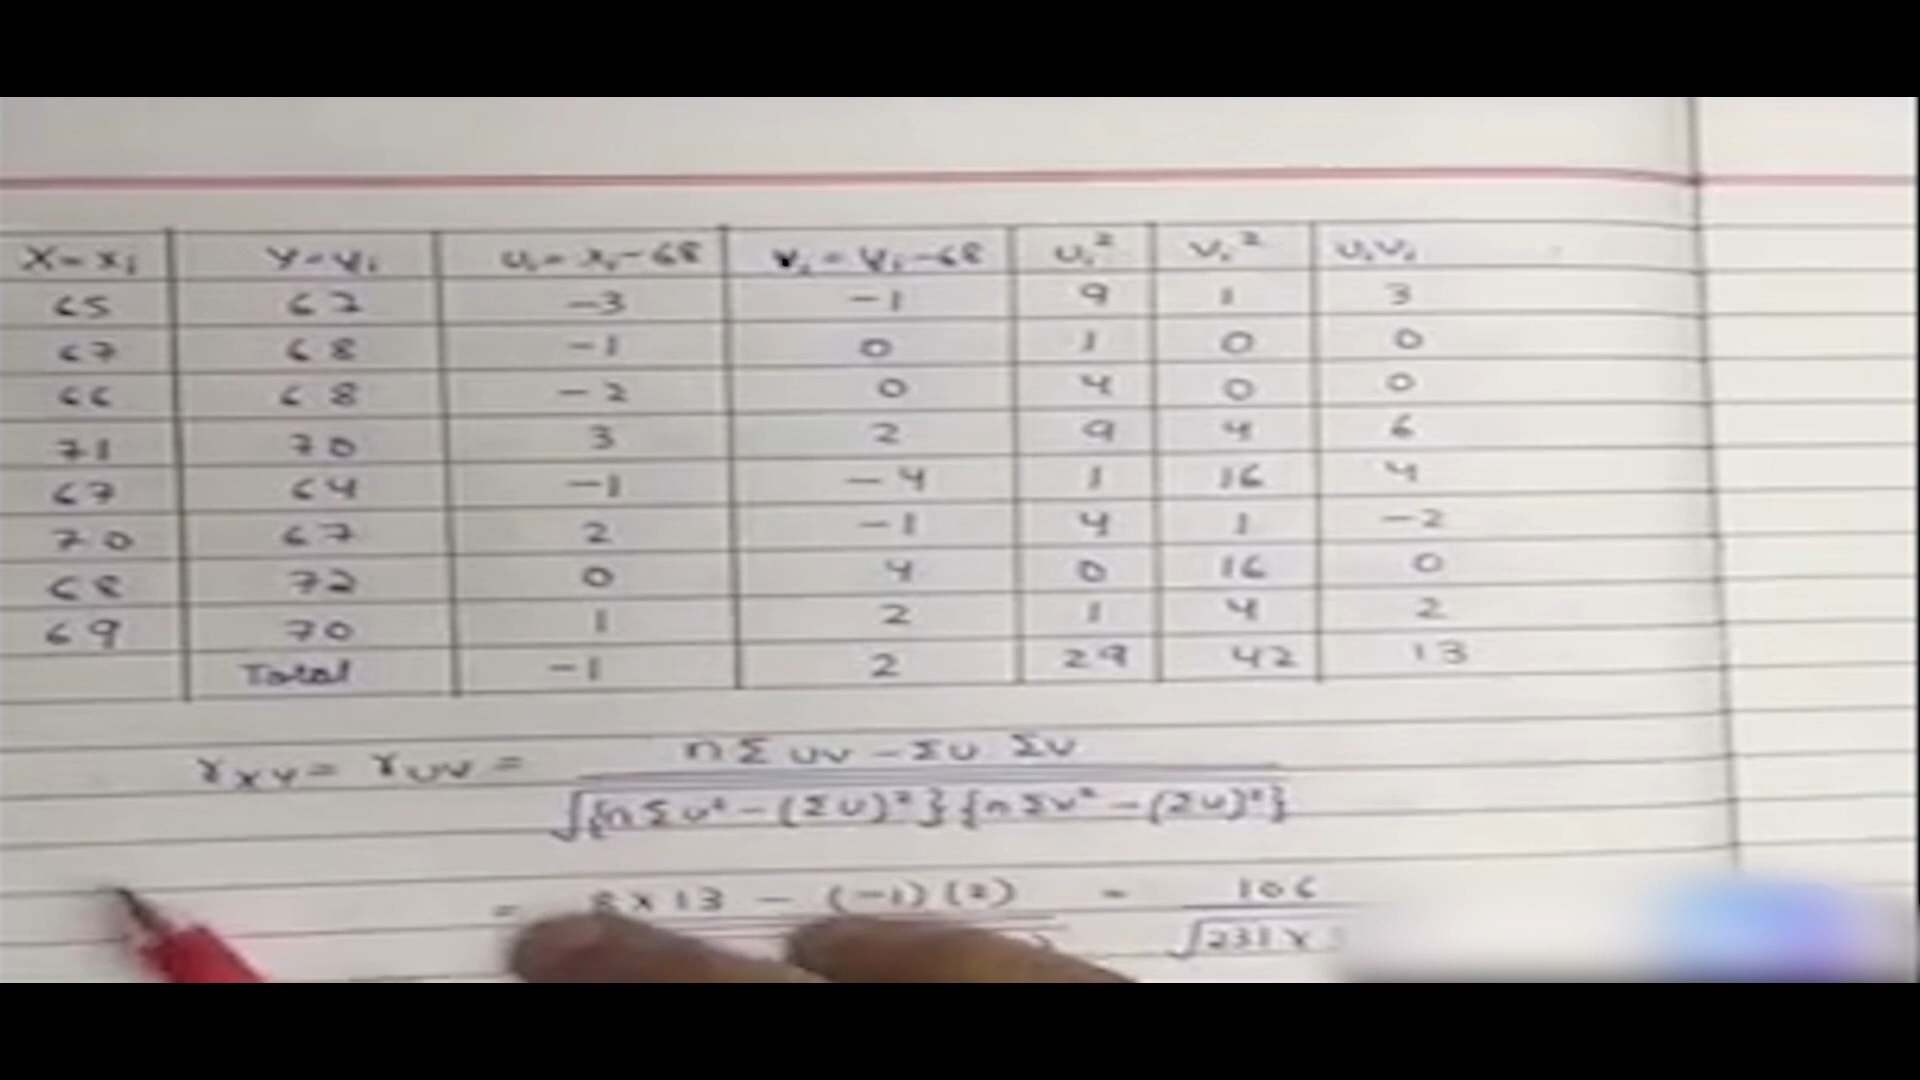 X=xᵢ Y=yᵢ uᵢ=xᵢ-68 vᵢ=yᵢ-68 uᵢ² vᵢ² uᵢvᵢ
65 67 -3 -1 9 1 3
67 68 -1 0 1 0 0
66 68 -2 0 4 0 0
71 70 3 2 9 4 6
67 64 -1 -4 1 16 4
70 67 2 -1 4 1 -2
68 72 0 4 0 16 0
69 70 1 2 1 4 2
Total -1 2 29 42 13
r_XY = r_UV = nΣuv - Σu Σv
√{nΣu² - (Σu)²}{nΣv² - (Σv)²}
= 8×13 - (-1)(2) = 106
√231×